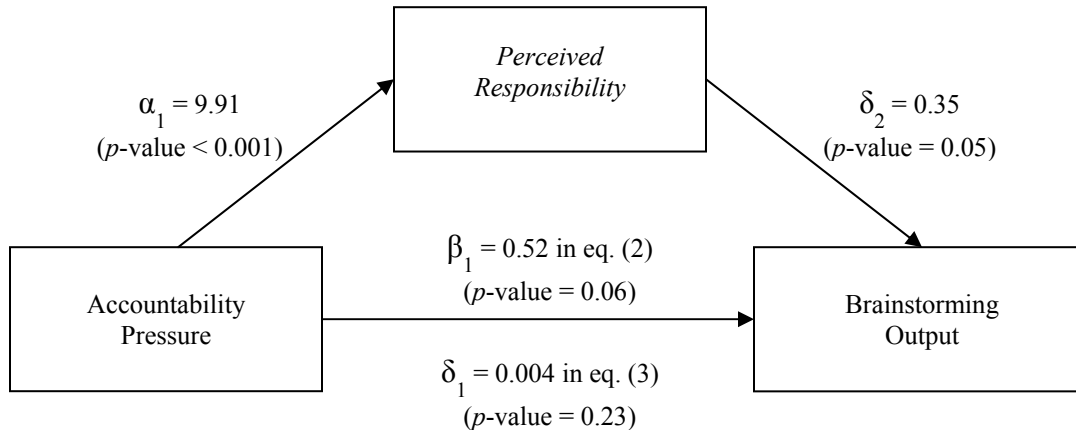 Perceived
Responsibility
α1 = 9.91
(p-value < 0.001)
δ2 = 0.35
(p-value = 0.05)
β1 = 0.52 in eq. (2)
(p-value = 0.06)
Accountability
Pressure
Brainstorming
Output
δ1 = 0.004 in eq. (3)
(p-value = 0.23)